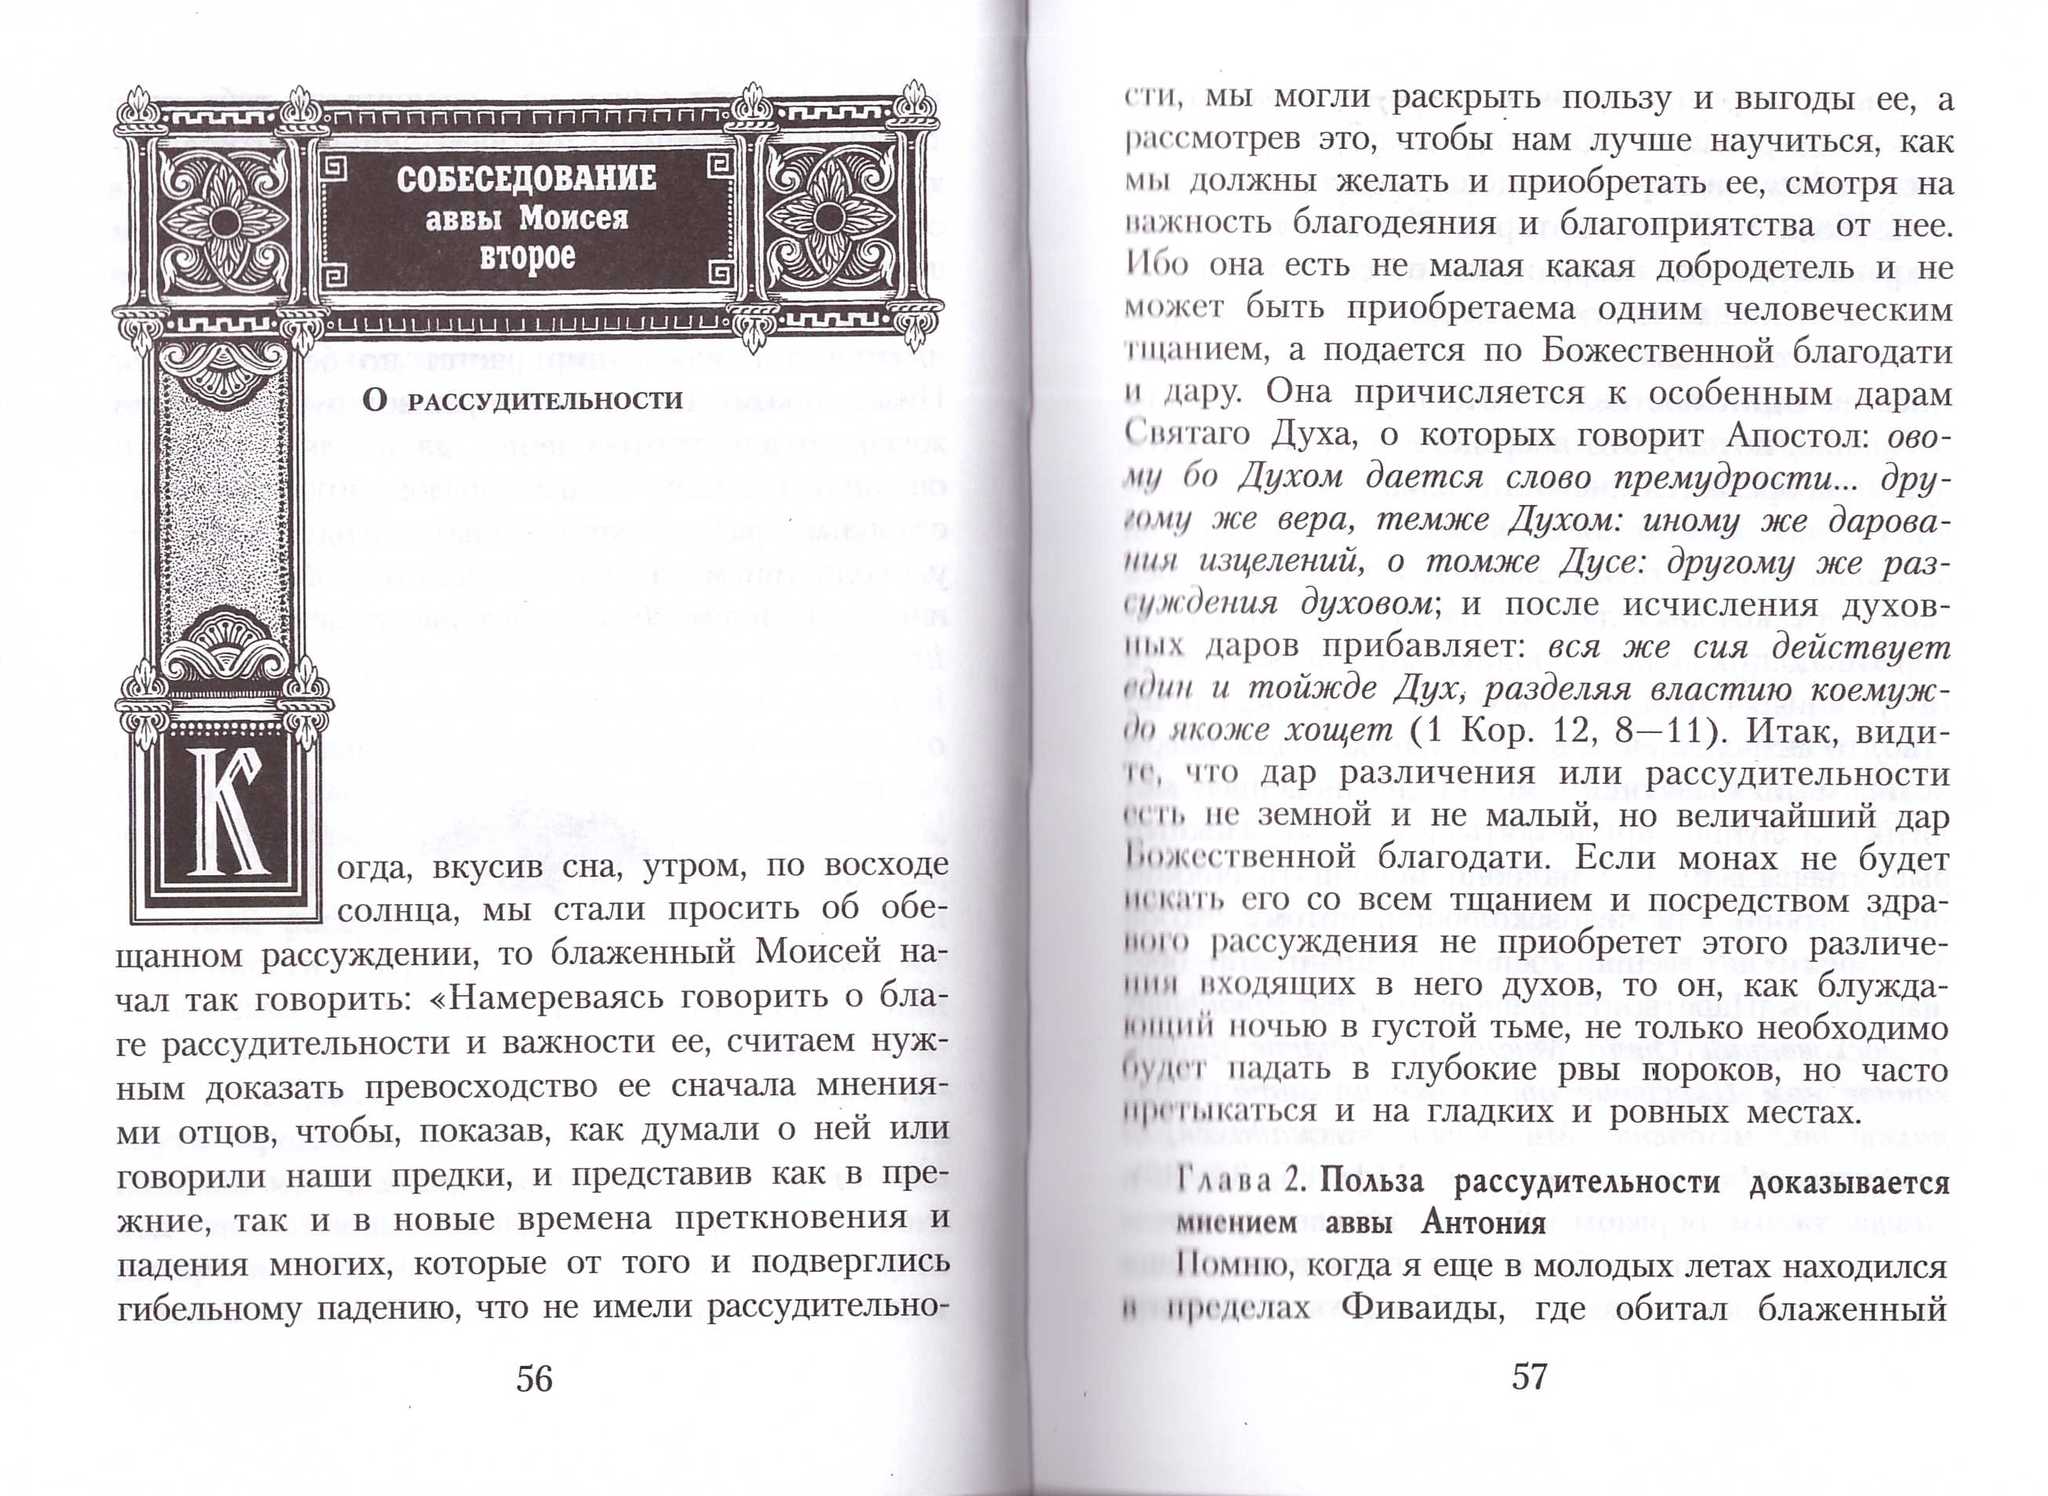 СОБЕСЕДОВАНИЕ
аввы Моисея
второе
О рассудительности
Когда, вкусив сна, утром, по восходе
солнца, мы стали просить об обе-
щанном рассуждении, то блаженный Моисей на-
чал так говорить: «Намереваясь говорить о бла-
ге рассудительности и важности ее, считаем нуж-
ным доказать превосходство ее сначала мнения-
ми отцов, чтобы, показав, как думали о ней или
говорили наши предки, и представив как в пре-
жние, так и в новые времена преткновения и
падения многих, которые от того и подверглись
гибельному падению, что не имели рассудительно-
56
сти, мы могли раскрыть пользу и выгоды ее, а
рассмотрев это, чтобы нам лучше научиться, как
мы должны желать и приобретать ее, смотря на
важность благодеяния и благоприятства от нее.
Ибо она есть не малая какая добродетель и не
может быть приобретаема одним человеческим
тщанием, а подается по Божественной благодати
и дару. Она причисляется к особенным дарам
Святаго Духа, о которых говорит Апостол: ово-
му бо Духом дается слово премудрости... дру-
гому же вера, темже Духом: иному же дарова-
ния изцелений, о томже Дусе: другому же раз-
суждения духовом; и после исчисления духов-
ных даров прибавляет: вся же сия действует
един и тойжде Дух, разделяя властию коемуж-
до якоже хощет (1 Кор. 12, 8—11). Итак, види-
те, что дар различения или рассудительности
есть не земной и не малый, но величайший дар
Божественной благодати. Если монах не будет
искать его со всем тщанием и посредством здра-
вого рассуждения не приобретет этого различе-
ния входящих в него духов, то он, как блужда-
ющий ночью в густой тьме, не только необходимо
будет падать в глубокие рвы пороков, но часто
претыкаться и на гладких и ровных местах.
Глава 2. Польза рассудительности доказывается
мнением аввы Антония
Помню, когда я еще в молодых летах находился
в пределах Фиваиды, где обитал блаженный
57